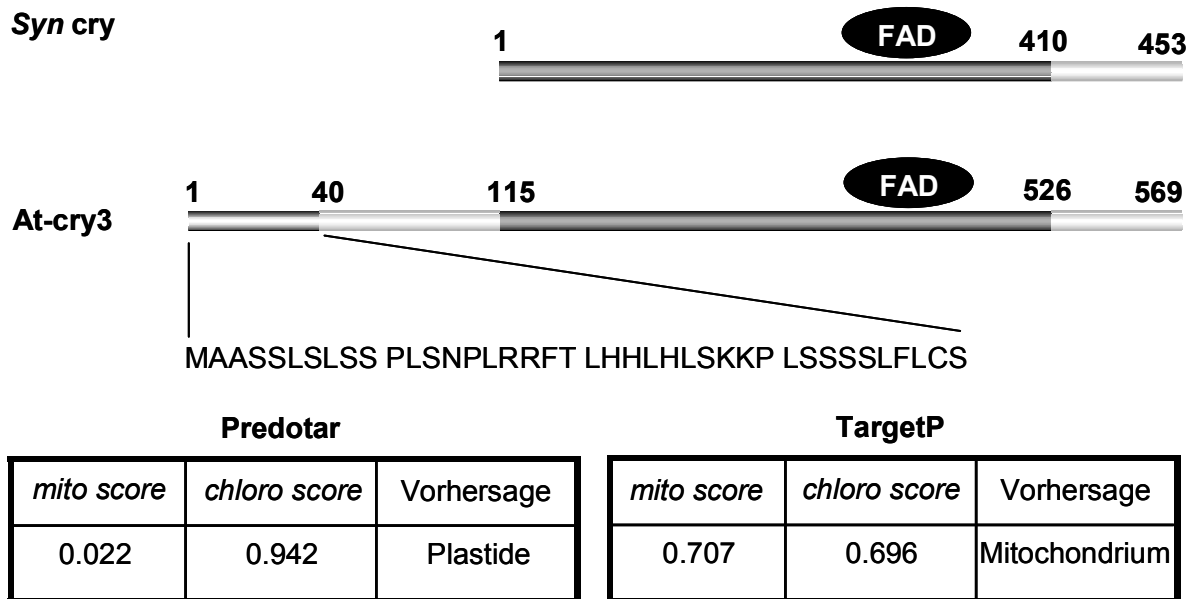 Syn cry
FAD
1 410 453
FAD
1 40 115 526 569
At-cry3
MAASSLSLSS PLSNPLRRFT LHHLHLSKKP LSSSSLFLCS
Predotar TargetP
mito score chloro score Vorhersage mito score chloro score Vorhersage
0.022 0.942 Plastide 0.707 0.696 Mitochondrium